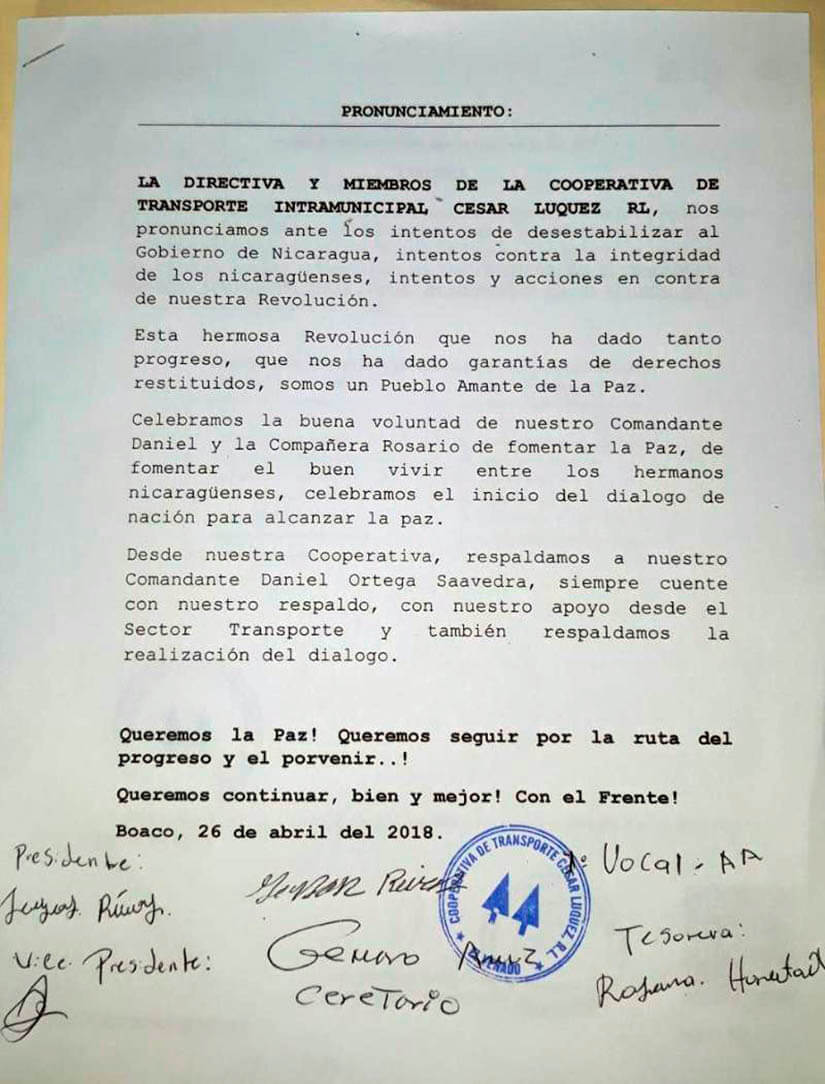 PRONUNCIAMIENTO:
LA DIRECTIVA Y MIEMBROS DE LA COOPERATIVA DE
TRANSPORTE INTRAMUNICIPAL CESAR LUQUEZ RL, nos
pronunciamos ante los intentos de desestabilizar al
Gobierno de Nicaragua, intentos contra la integridad
de los nicaragüenses, intentos y acciones en contra
de nuestra Revolución.
Esta hermosa Revolución que nos ha dado tanto
progreso, que nos ha dado garantías de derechos
restituidos, somos un Pueblo Amante de la Paz.
Celebramos la buena voluntad de nuestro Comandante
Daniel y la Compañera Rosario de fomentar la Paz, de
fomentar el buen vivir entre los hermanos
nicaragüenses, celebramos el inicio del dialogo de
nación para alcanzar la paz.
Desde nuestra Cooperativa, respaldamos a nuestro
Comandante Daniel Ortega Saavedra, siempre cuente
con nuestro respaldo, con nuestro apoyo desde el
Sector Transporte y también respaldamos la
realización del dialogo.
Queremos la Paz! Queremos seguir por la ruta del
progreso y el porvenir..!
Queremos continuar, bien y mejor! Con el Frente!
Boaco, 26 de abril del 2018.
Presidente:
Vice Presidente:
Genaro
Ceretario
COOPERATIVA DE TRANSPORTE CESAR LUQUEZ, R.L.
1º Vocal - AA
Tesorera: